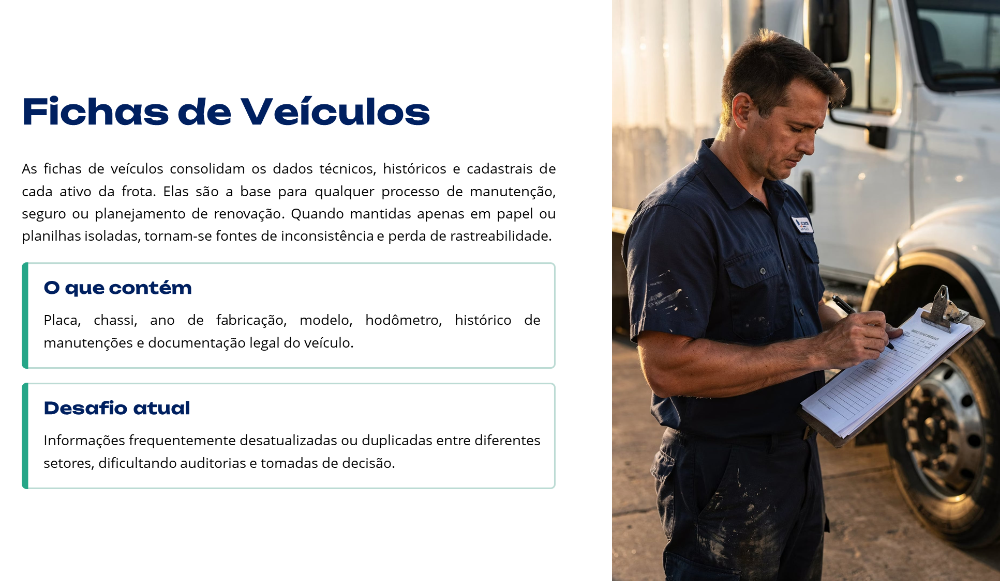 Fichas de Veículos
As fichas de veículos consolidam os dados técnicos, históricos e cadastrais de
cada ativo da frota. Elas são a base para qualquer processo de manutenção,
seguro ou planejamento de renovação. Quando mantidas apenas em papel ou
planilhas isoladas, tornam-se fontes de inconsistência e perda de rastreabilidade.
O que contém
Placa, chassi, ano de fabricação, modelo, hodômetro, histórico de
manutenções e documentação legal do veículo.
Desafio atual
Informações frequentemente desatualizadas ou duplicadas entre diferentes
setores, dificultando auditorias e tomadas de decisão.